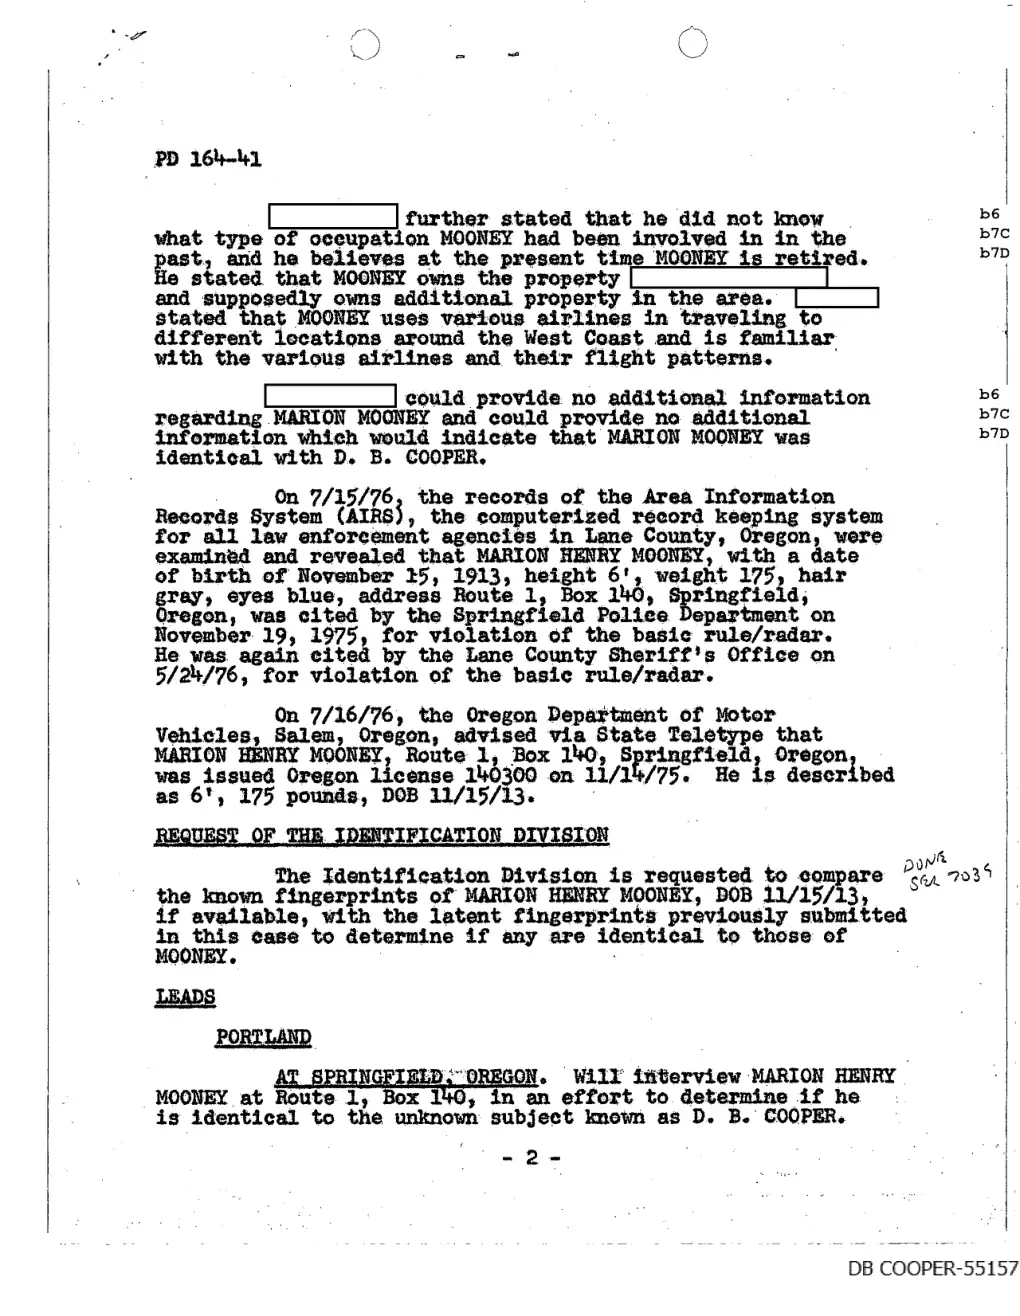 PD 164-41
further stated that he did not know
b6
what type of occupation MOONEY had been involved in in the
b7C
past, and he believes at the present time MOONEY is retired.
b7D
He stated that MOONEY owns the property
and supposedly owns additional property in the area.
stated that MOONEY uses various airlines in traveling to
different locations around the West Coast and is familiar
with the various airlines and their flight patterns.
could provide no additional information
b6
regarding MARION MOONEY and could provide no additional
b7C
information which would indicate that MARION MOONEY was
b7D
identical with D. B. COOPER.
On 7/15/76, the records of the Area Information
Records System (AIRS), the computerized record keeping system
for all law enforcement agencies in Lane County, Oregon, were
examined and revealed that MARION HENRY MOONEY, with a date
of birth of November 15, 1913, height 6', weight 175, hair
gray, eyes blue, address Route 1, Box 140, Springfield,
Oregon, was cited by the Springfield Police Department on
November 19, 1975, for violation of the basic rule/radar.
He was again cited by the Lane County Sheriff's Office on
5/24/76, for violation of the basic rule/radar.
On 7/16/76, the Oregon Department of Motor
Vehicles, Salem, Oregon, advised via State Teletype that
MARION HENRY MOONEY, Route 1, Box 140, Springfield, Oregon,
was issued Oregon license 140300 on 11/14/75. He is described
as 6', 175 pounds, DOB 11/15/13.
REQUEST OF THE IDENTIFICATION DIVISION
The Identification Division is requested to compare
DONE
the known fingerprints of MARION HENRY MOONEY, DOB 11/15/13,
7035
if available, with the latent fingerprints previously submitted
in this case to determine if any are identical to those of
MOONEY.
LEADS
PORTLAND
AT SPRINGFIELD, OREGON. Will interview MARION HENRY
MOONEY at Route 1, Box 140, in an effort to determine if he
is identical to the unknown subject known as D. B. COOPER.
- 2 -
DB COOPER-55157